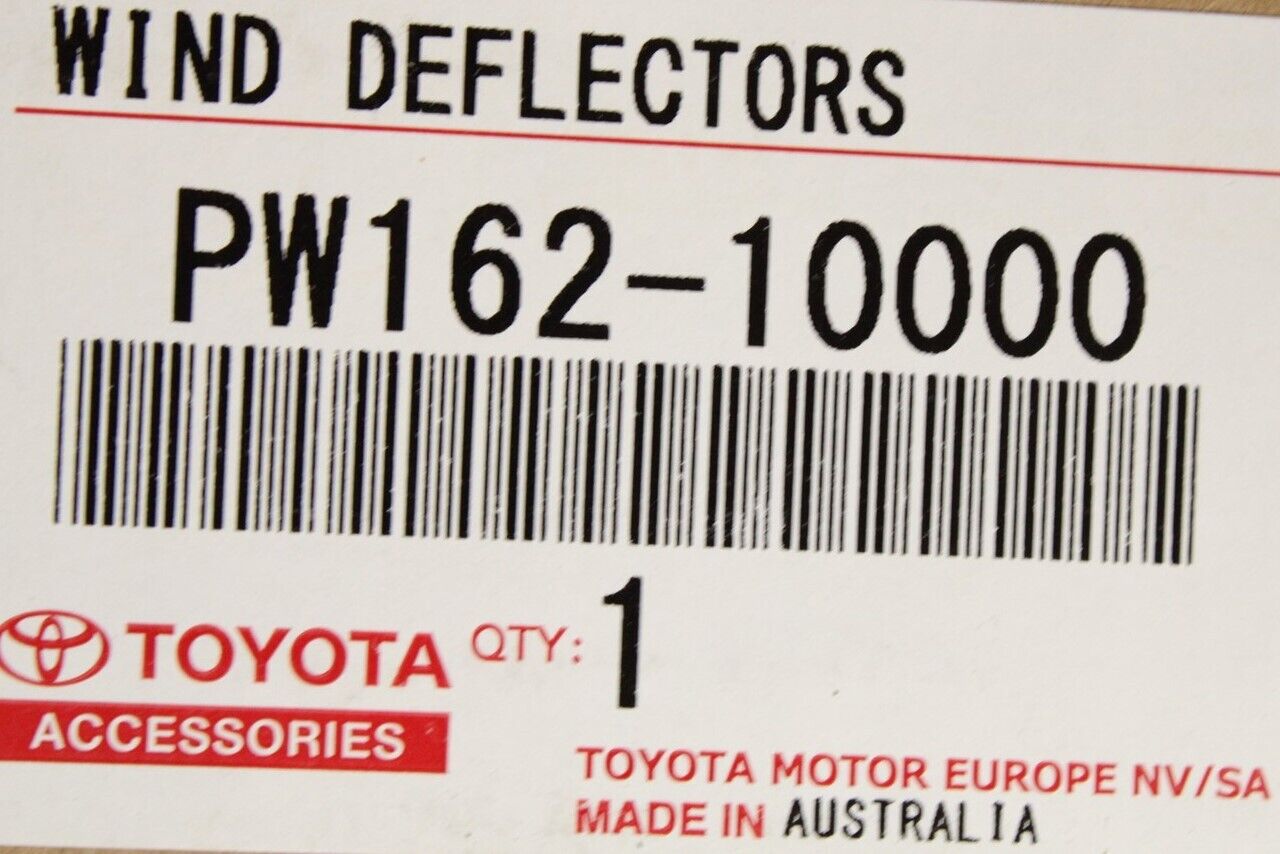 WIND DEFLECTORS
PW162-10000
TOYOTA QTY: 1
ACCESSORIES
TOYOTA MOTOR EUROPE NV/SA
MADE IN AUSTRALIA